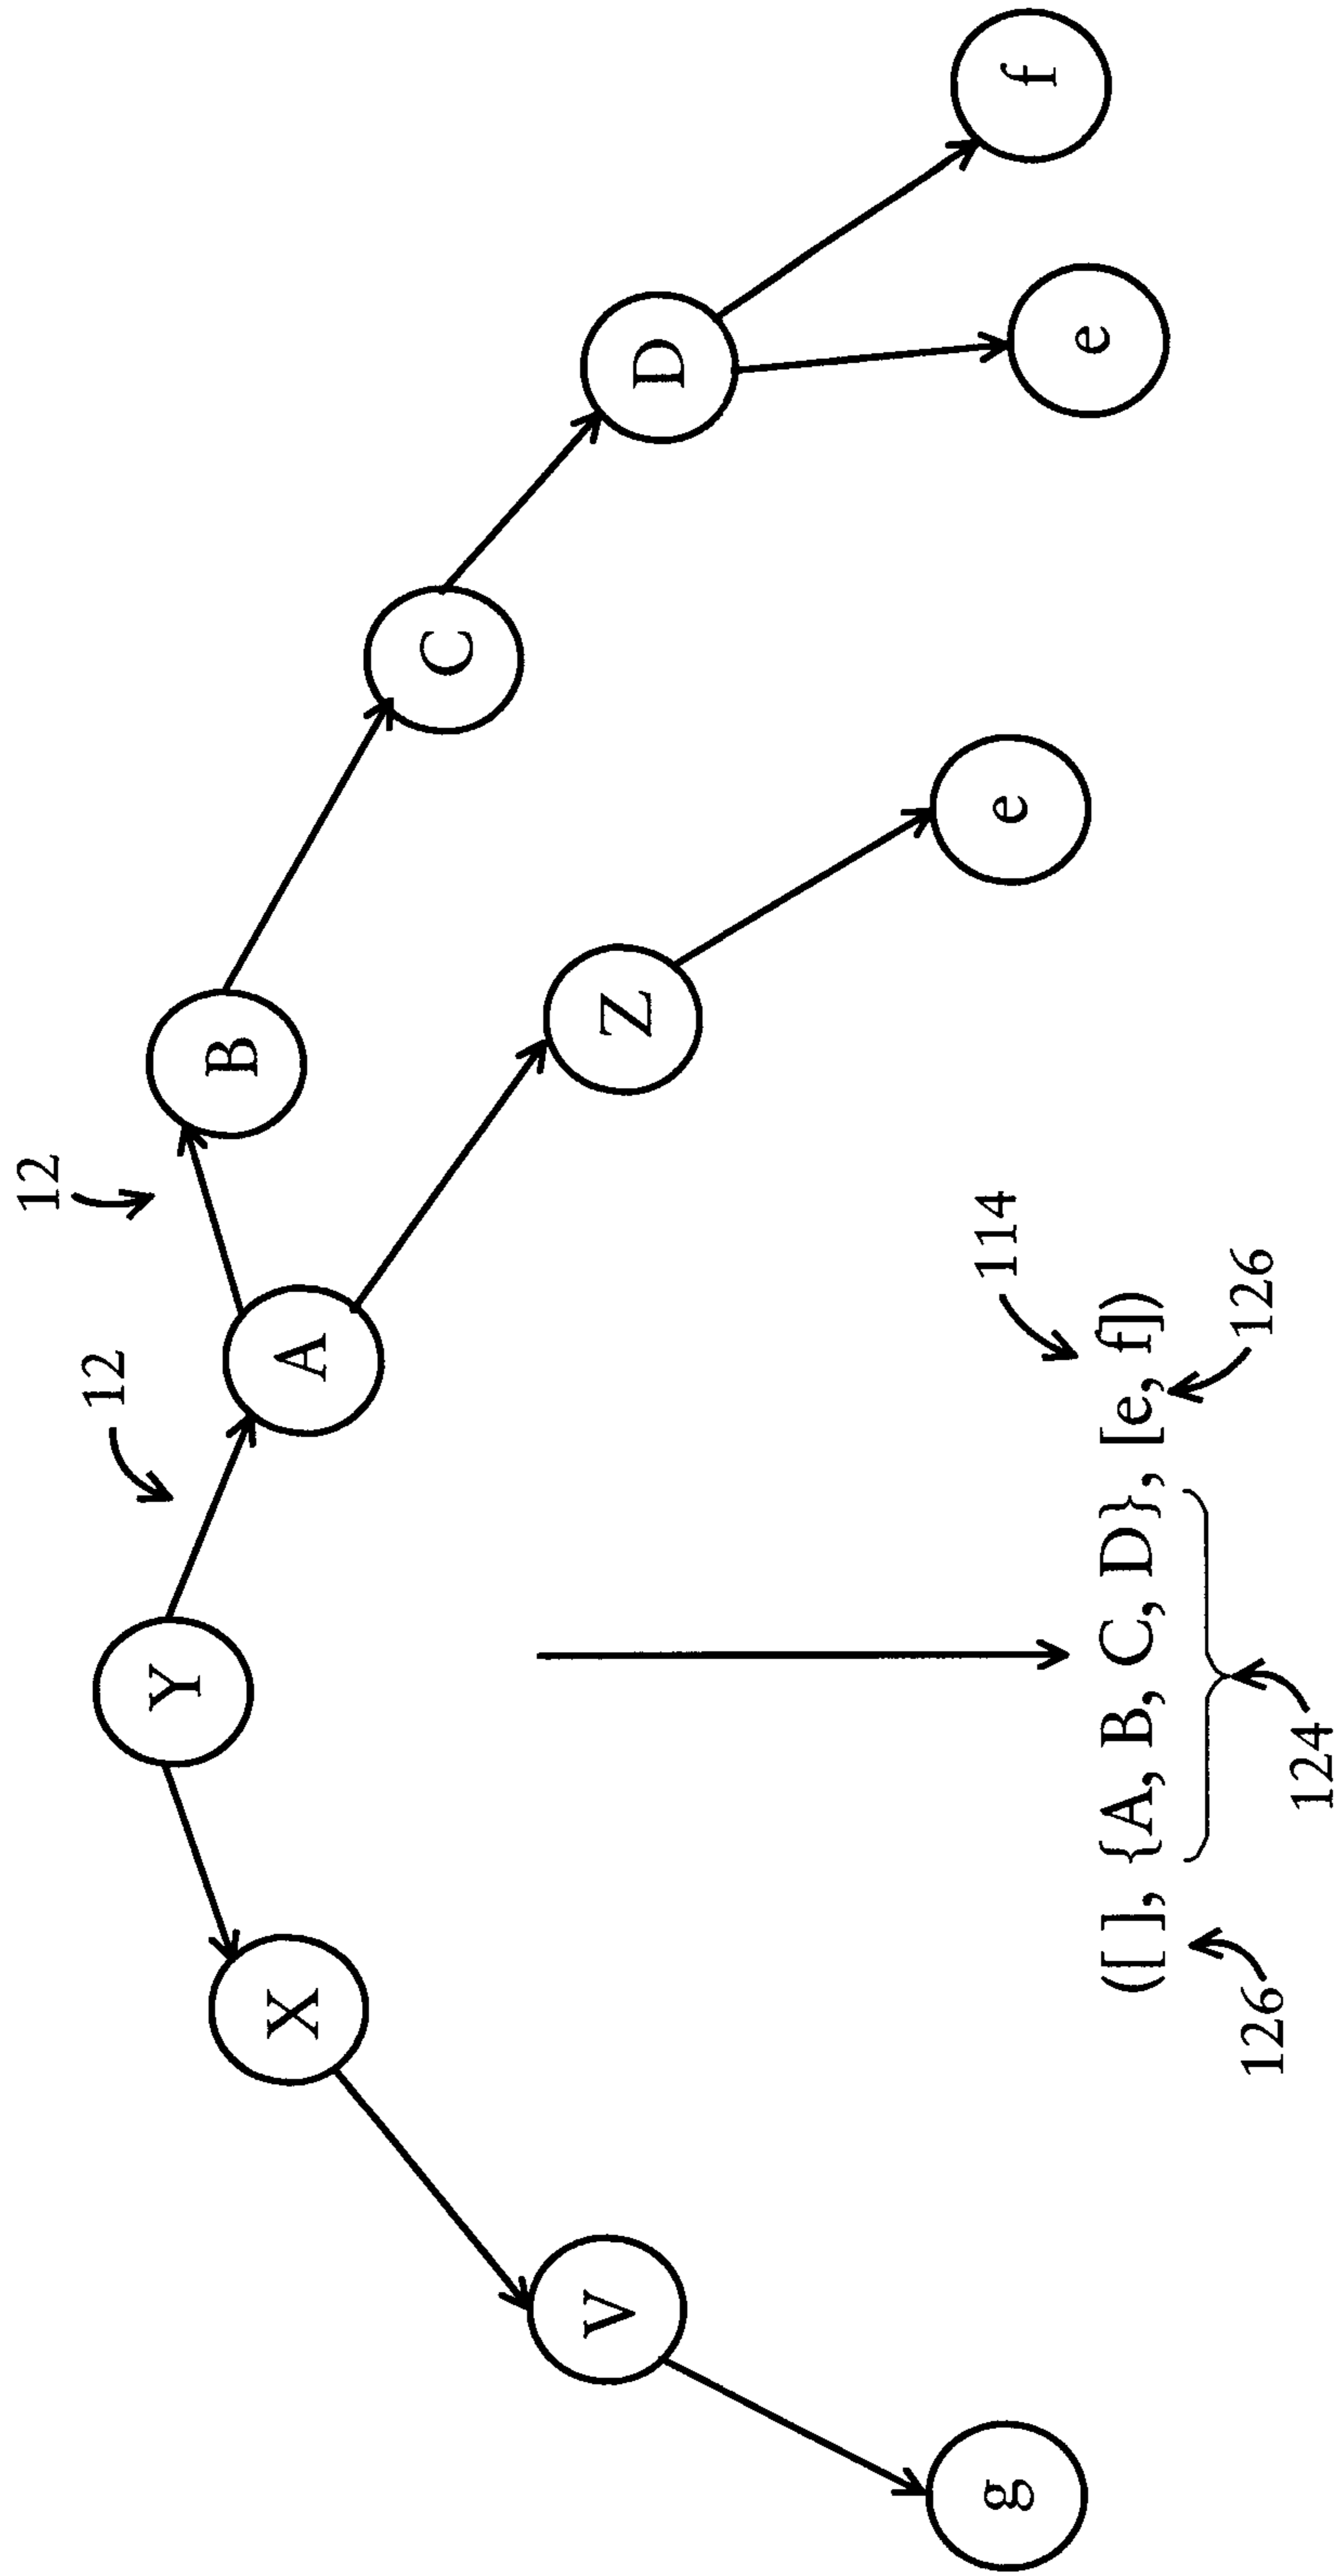 12
12
Y
B
X
A
C
V
Z
D
g
114
e
e
f
([ ], {A, B, C, D}, [e, f])
126
124
126